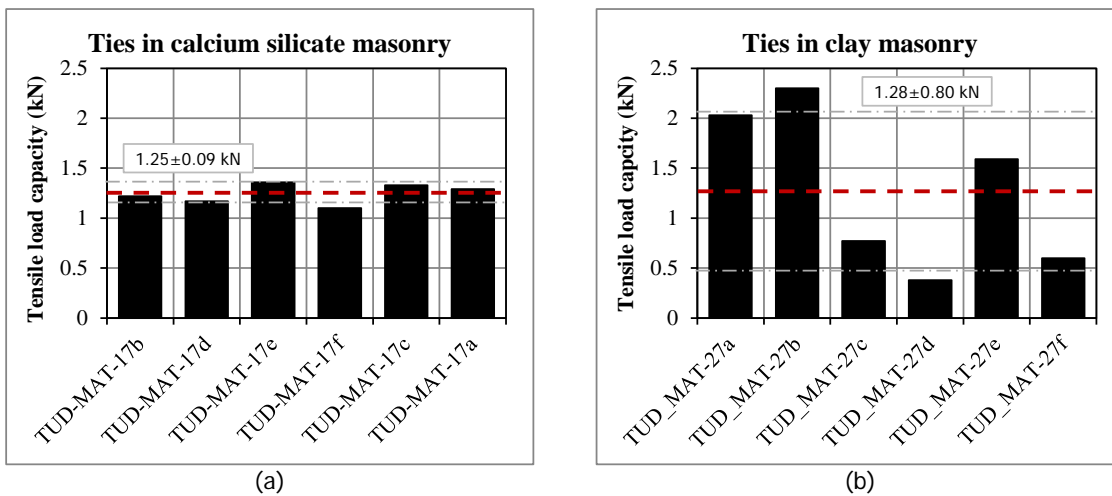 Ties in calcium silicate masonry
Tensile load capacity (kN)
2.5
2
1.5
1
0.5
0
1.25±0.09 kN
TUD-MAT-17b
TUD-MAT-17d
TUD-MAT-17e
TUD-MAT-17f
TUD-MAT-17c
TUD-MAT-17a
(a)
Ties in clay masonry
Tensile load capcity (kN)
2.5
2
1.5
1
0.5
0
1.28±0.80 kN
TUD_MAT-27a
TUD_MAT-27b
TUD_MAT-27c
TUD_MAT-27d
TUD_MAT-27e
TUD_MAT-27f
(b)